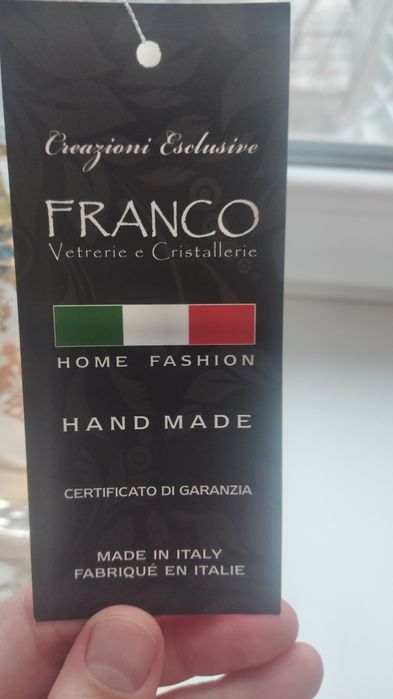 Creazioni Esclusive
FRANCO
Vetrerie e Cristallerie
HOME FASHION
HAND MADE
CERTIFICATO DI GARANZIA
MADE IN ITALY
FABRIQUÉ EN ITALIE